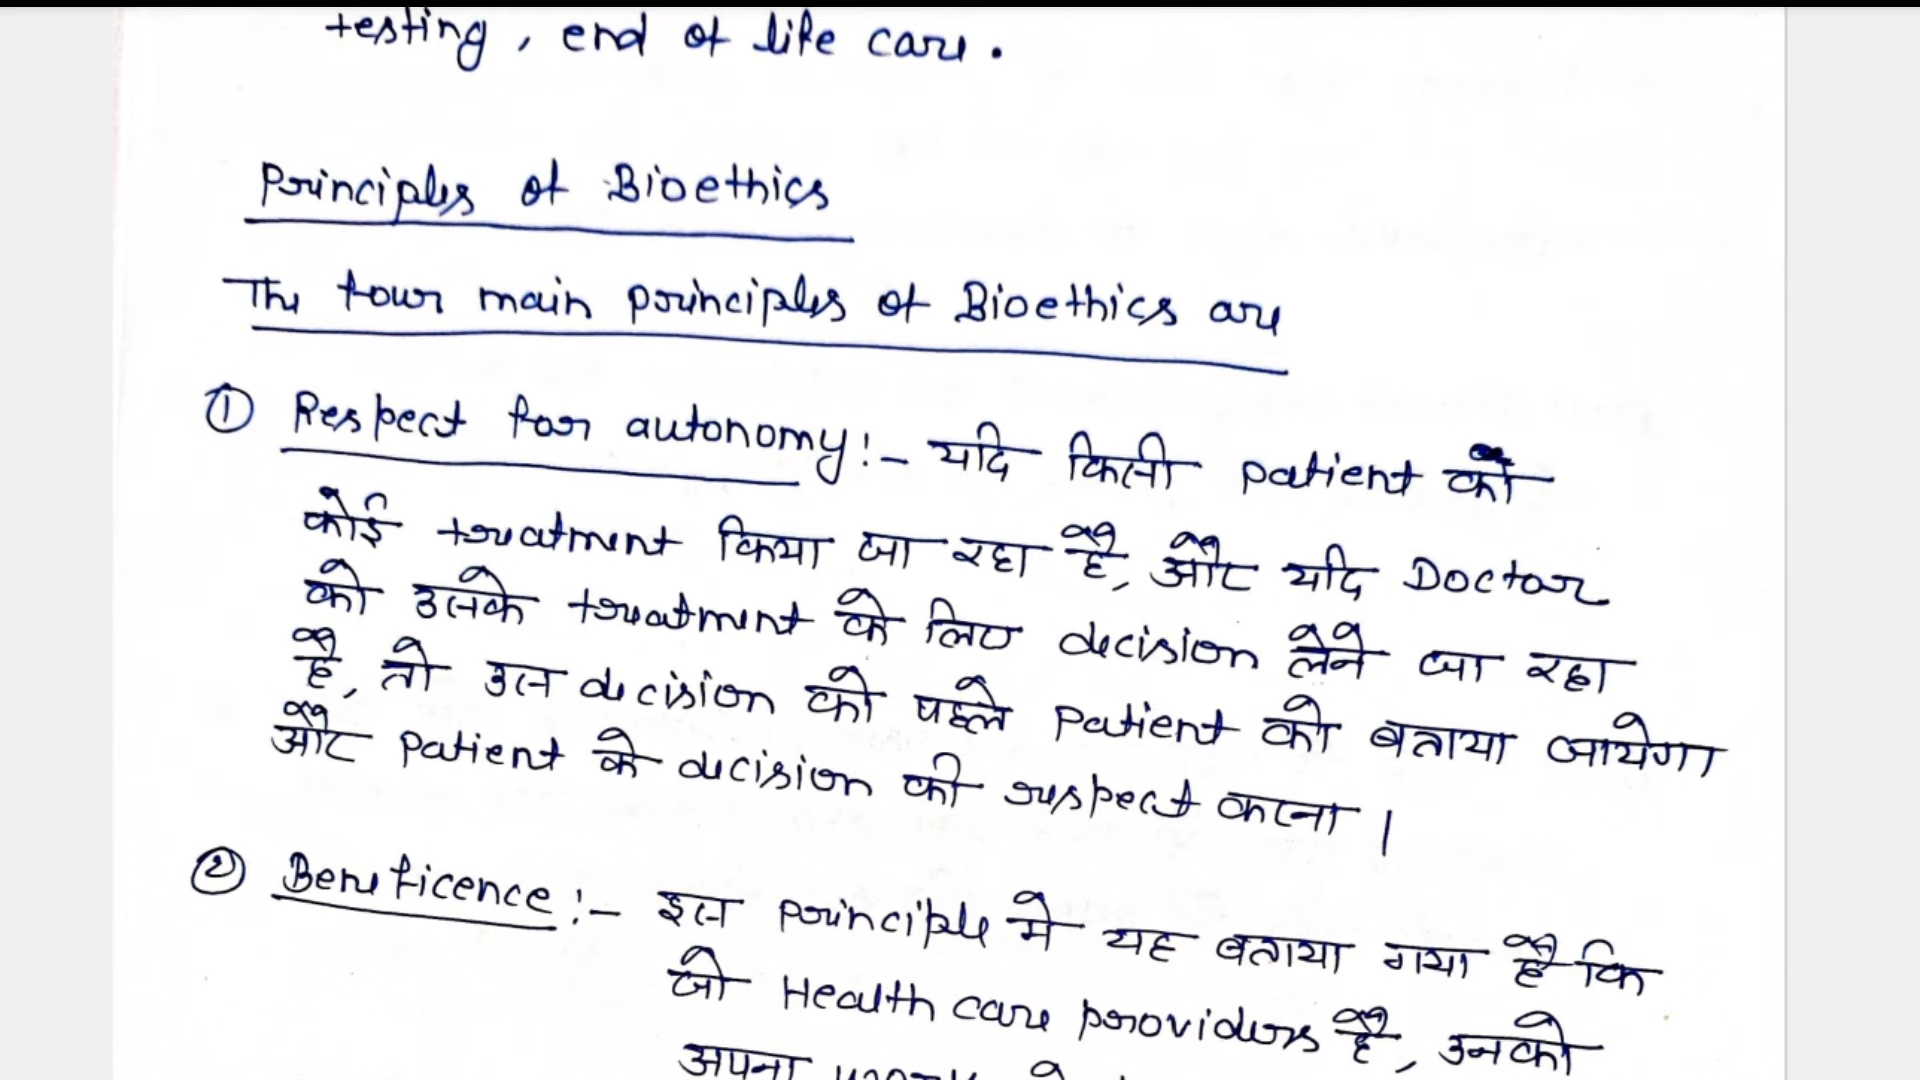 testing, end of life care.
Principles of Bioethics
The four main principles of Bioethics are
① Respect for autonomy:- यदि किसी patient को
कोई treatment किया जा रहा है, और यदि Doctor
को उसके treatment के लिए decision लेने जा रहा
है, तो उस decision को पहले patient को बताया जायेगा
और patient के decision की respect करना।
② Beneficence:- इस principle में यह बताया गया है कि
जो Health care providers है, उनको
अपना